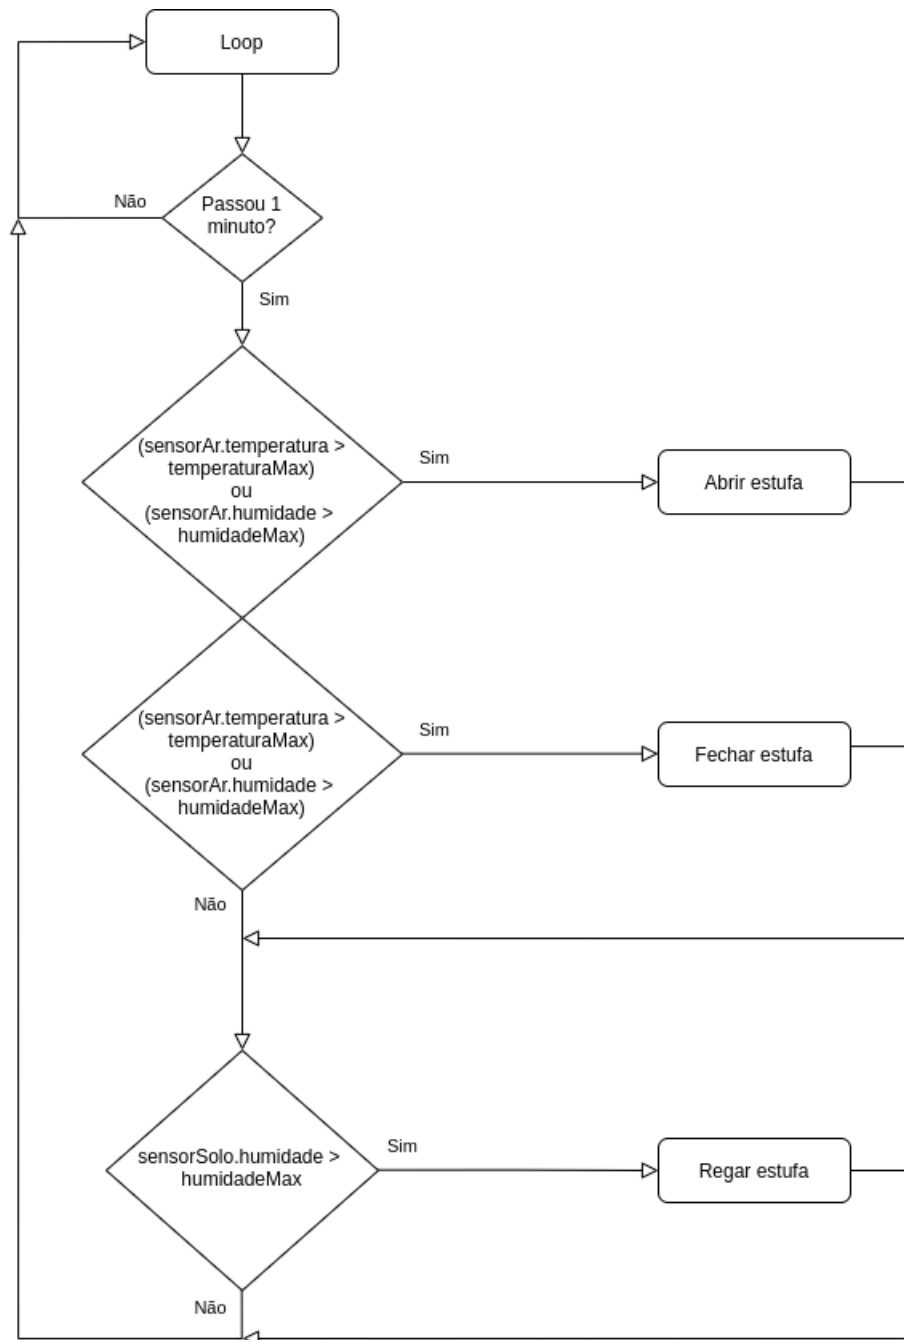 Loop
Não
Passou 1
minuto?
Sim
(sensorAr.temperatura >
temperaturaMax)
ou
(sensorAr.humidade >
humidadeMax)
Sim
Abrir estufa
(sensorAr.temperatura >
temperaturaMax)
ou
(sensorAr.humidade >
humidadeMax)
Sim
Fechar estufa
Não
sensorSolo.humidade >
humidadeMax
Sim
Regar estufa
Não